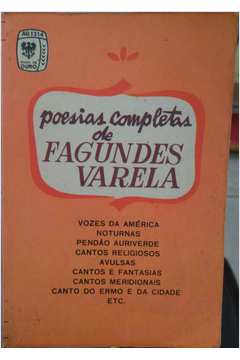 poesias completas
de
FAGUNDES
VARELA
VOZES DA AMÉRICA
NOTURNAS
PENDÃO AURIVERDE
CANTOS RELIGIOSOS
AVULSAS
CANTOS E FANTASIAS
CANTOS MERIDIONAIS
CANTO DO ERMO E DA CIDADE
ETC.